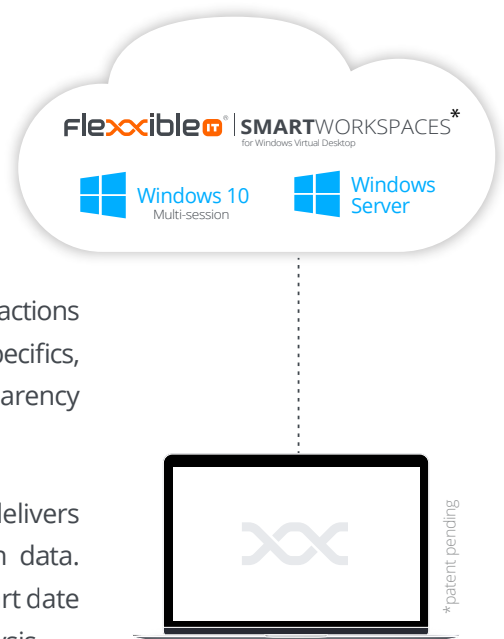 Flexxible IT® | SMARTWORKSPACES*
for Windows Virtual Desktop
Windows 10
Multi-session
Windows
Server
actions
pecifics,
arency
delivers
n data.
rt date
*patent pending